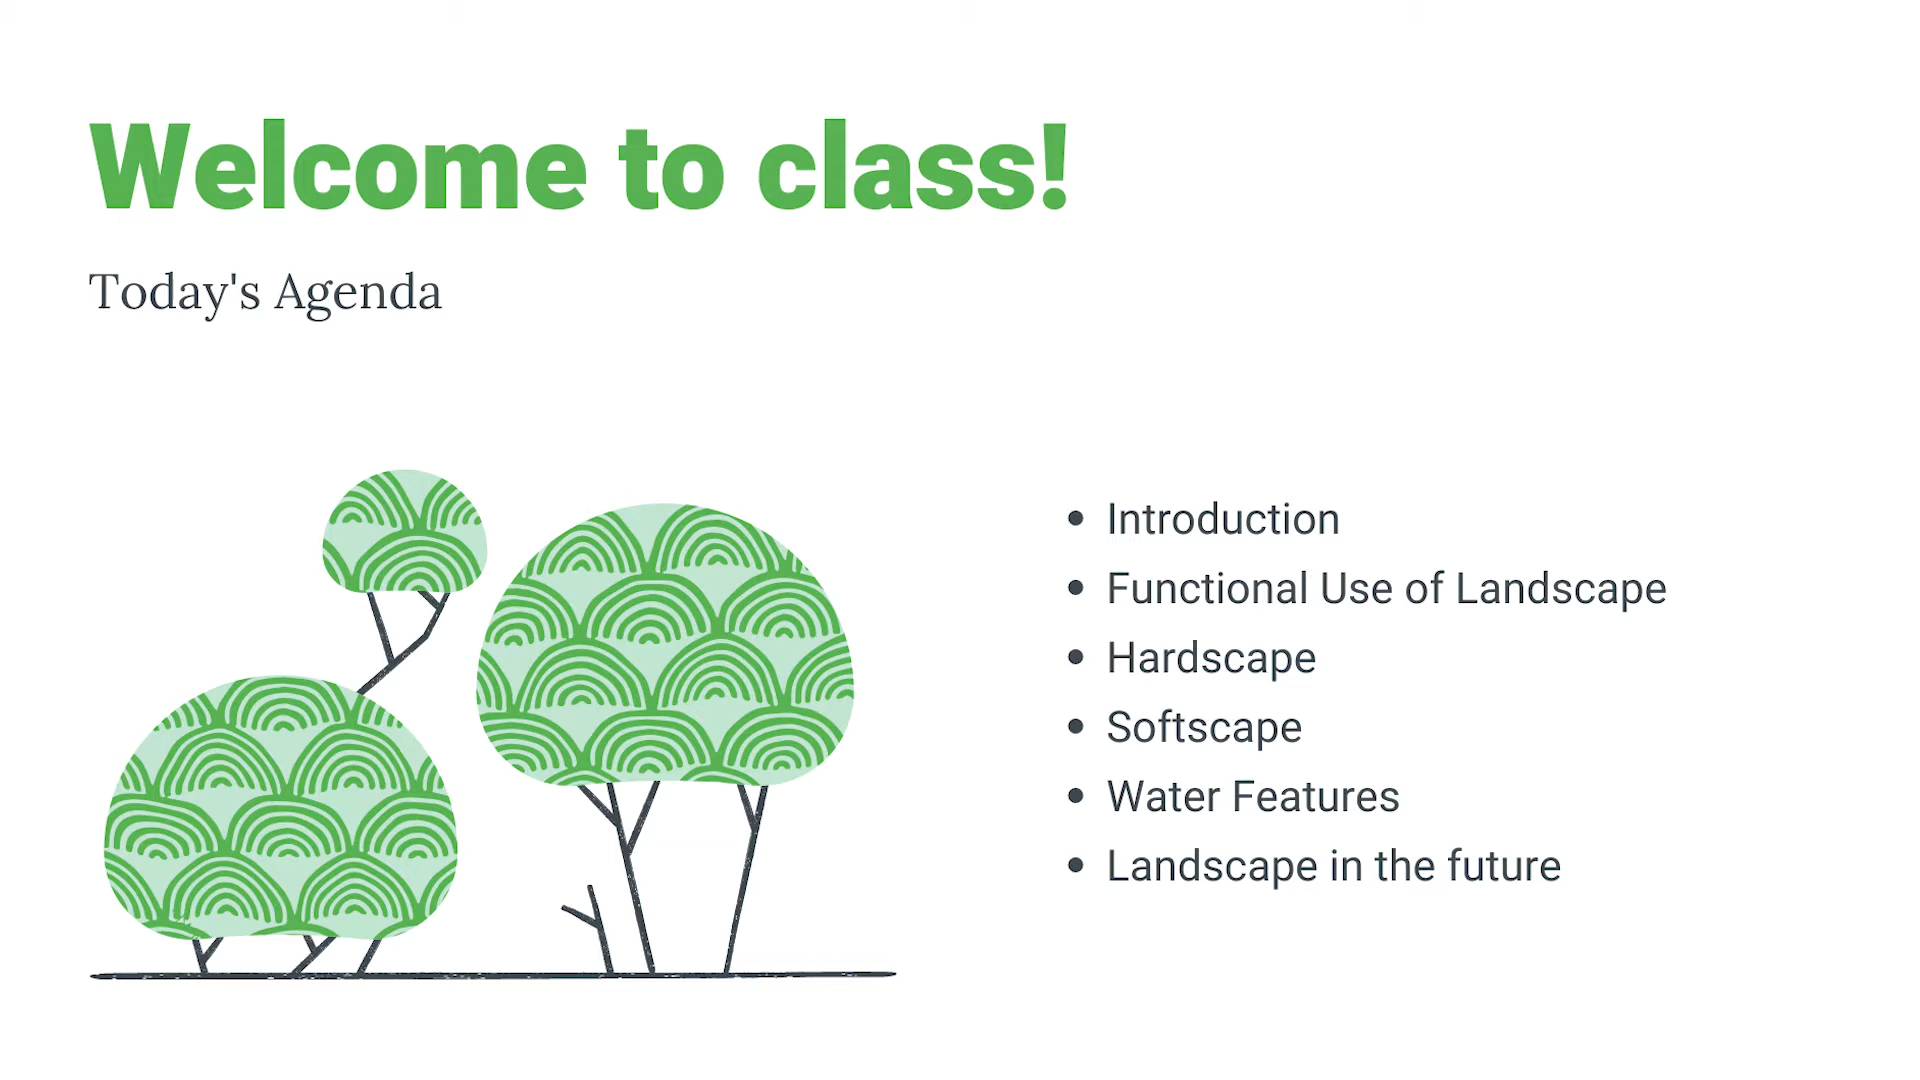 Welcome to class!
Today's Agenda
• Introduction
• Functional Use of Landscape
• Hardscape
• Softscape
• Water Features
• Landscape in the future